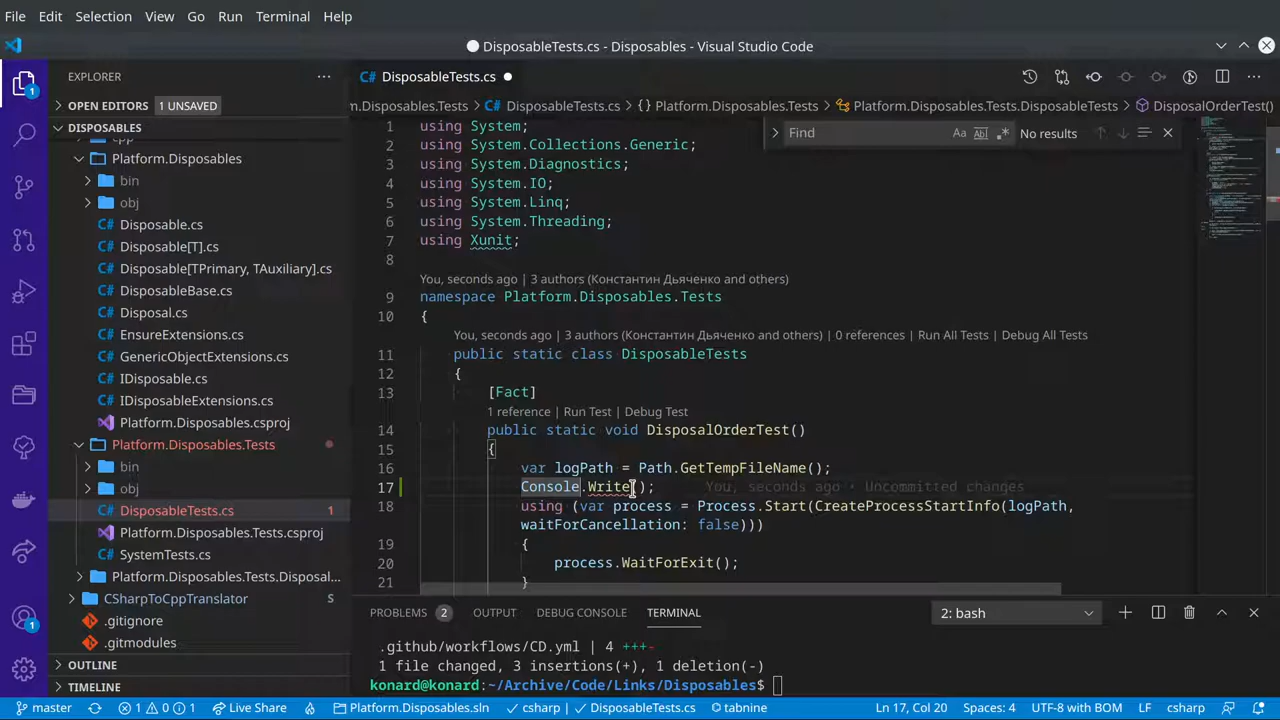 File Edit Selection View Go Run Terminal Help
DisposableTests.cs - Disposables - Visual Studio Code
EXPLORER
OPEN EDITORS 1 UNSAVED
DISPOSABLES
cpp
Platform.Disposables
bin
obj
C# Disposable.cs
C# Disposable[T].cs
C# Disposable[TPrimary, TAuxiliary].cs
C# DisposableBase.cs
C# Disposal.cs
C# EnsureExtensions.cs
C# GenericObjectExtensions.cs
C# IDisposable.cs
C# IDisposableExtensions.cs
Platform.Disposables.csproj
Platform.Disposables.Tests
bin
obj
C# DisposableTests.cs 1
Platform.Disposables.Tests.csproj
C# SystemTests.cs
Platform.Disposables.Tests.Disposal...
CSharpToCppTranslator S
.gitignore
.gitmodules
OUTLINE
TIMELINE
1
1
C# DisposableTests.cs
m.Disposables.Tests > C# DisposableTests.cs > {} Platform.Disposables.Tests > Platform.Disposables.Tests.DisposableTests > DisposalOrderTest()
Find Aa Ab .* No results
1 using System;
2 using System.Collections.Generic;
3 using System.Diagnostics;
4 using System.IO;
5 using System.Linq;
6 using System.Threading;
7 using Xunit;
8
You, seconds ago | 3 authors (Константин Дьяченко and others)
9 namespace Platform.Disposables.Tests
10 {
You, seconds ago | 3 authors (Константин Дьяченко and others) | 0 references | Run All Tests | Debug All Tests
11 public static class DisposableTests
12 {
13 [Fact]
1 reference | Run Test | Debug Test
14 public static void DisposalOrderTest()
15 {
16 var logPath = Path.GetTempFileName();
17 Console.Write(); You, seconds ago • Uncommitted changes
18 using (var process = Process.Start(CreateProcessStartInfo(logPath,
waitForCancellation: false)))
19 {
20 process.WaitForExit();
21 }
PROBLEMS 2 OUTPUT DEBUG CONSOLE TERMINAL 2: bash
.github/workflows/CD.yml | 4 +++-
1 file changed, 3 insertions(+), 1 deletion(-)
konard@konard:~/Archive/Code/Links/Disposables$
master 1 0 1 Live Share Platform.Disposables.sln csharp DisposableTests.cs tabnine Ln 17, Col 20 Spaces: 4 UTF-8 with BOM LF csharp